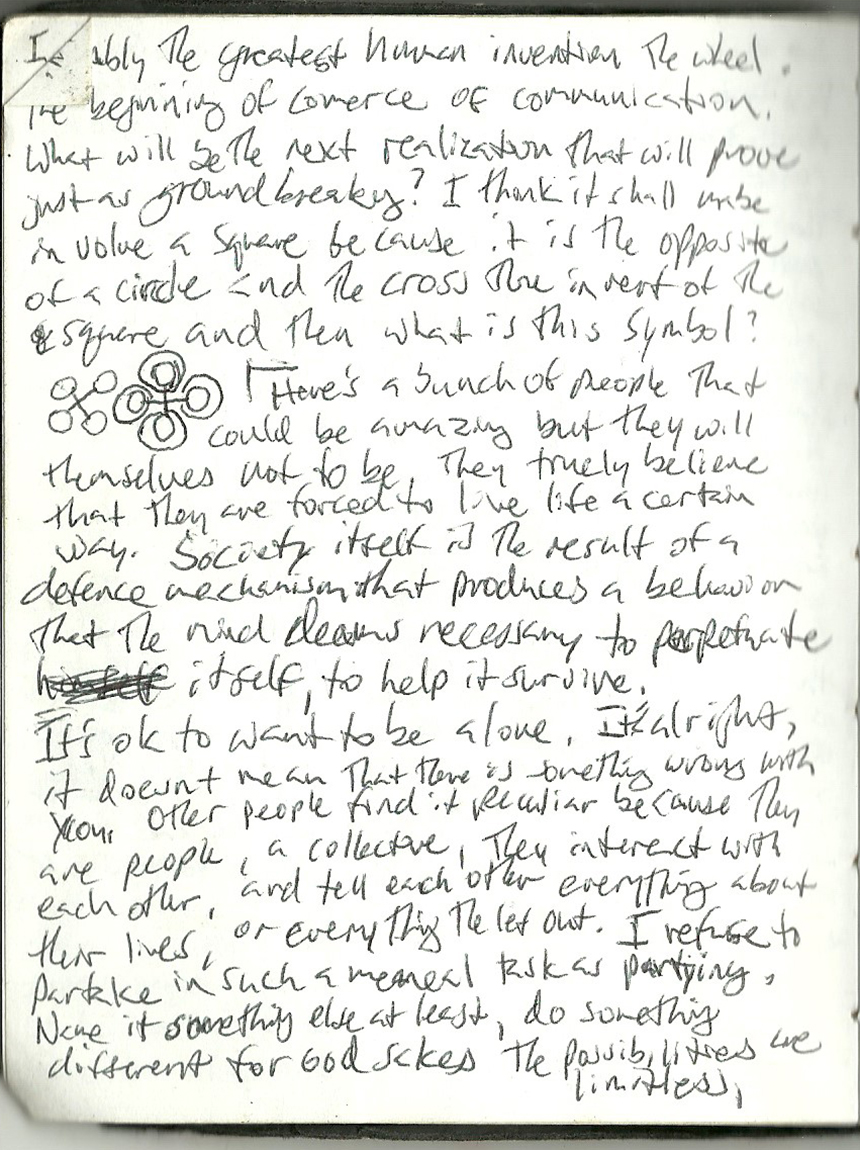 ably the greatest human invention the wheel.
The beginning of comerce of communication.
What will be the next realization that will prove
just as ground breakey? I think it shall
involve a Square because it is the opposite
of a circle and the cross the invert of the
square and then what is this symbol?
There's a bunch of people that
could be amazing but they will
themselves not to be, They truely believe
that they are forced to live life a certain
way. Society itself is the result of a
defence mechanism, that produces a behavior
that the mind deems necessary to perpetuate
itself, to help it survive.
It's ok to want to be alone, It's alright,
it doesn't mean that there is something wrong with
you, other people find it peculiar because they
are people, a collective, They interact with
each other, and tell each other everything about
their lives, or everything the let out. I refuse to
partake in such a meneal task as partying,
Name it something else at least, do something
different for God sakes the possibilities are
limitless,